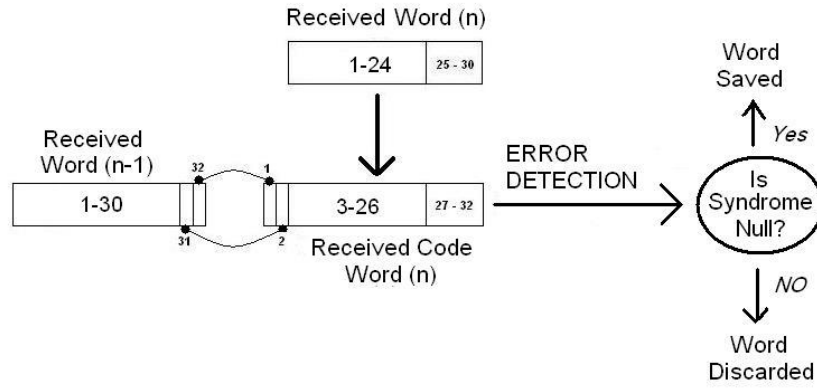 Received Word (n)
1-24
25 - 30
Received
Word (n-1)
32
1
1-30
3-26
27 - 32
31
2
Received Code
Word (n)
ERROR
DETECTION
Word
Saved
Yes
Is
Syndrome
Null?
NO
Word
Discarded